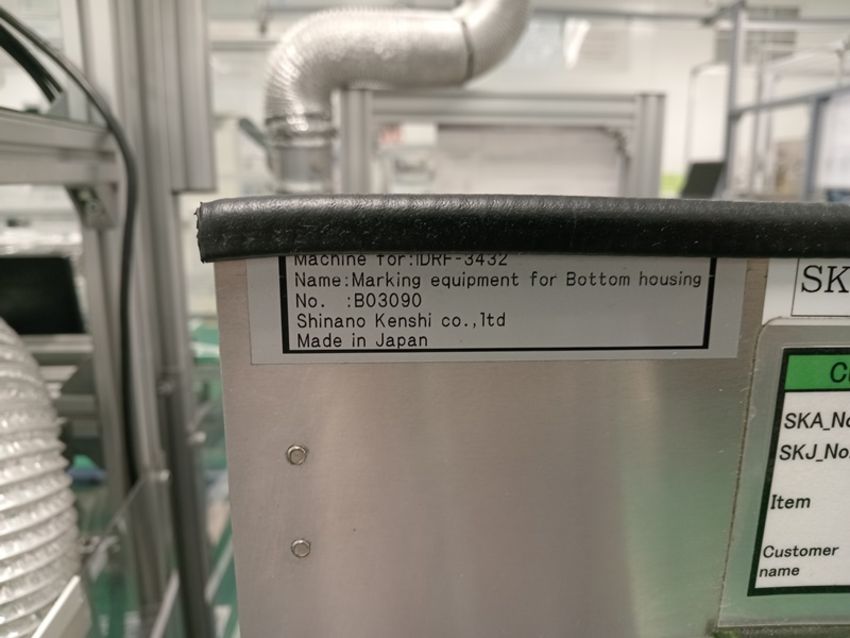 Machine for:IDRF-3432
Name:Marking equipment for Bottom housing
No. :B03090
Shinano Kenshi co.,ltd
Made in Japan
SK
SKA_No
SKJ_No
Item
Customer
name